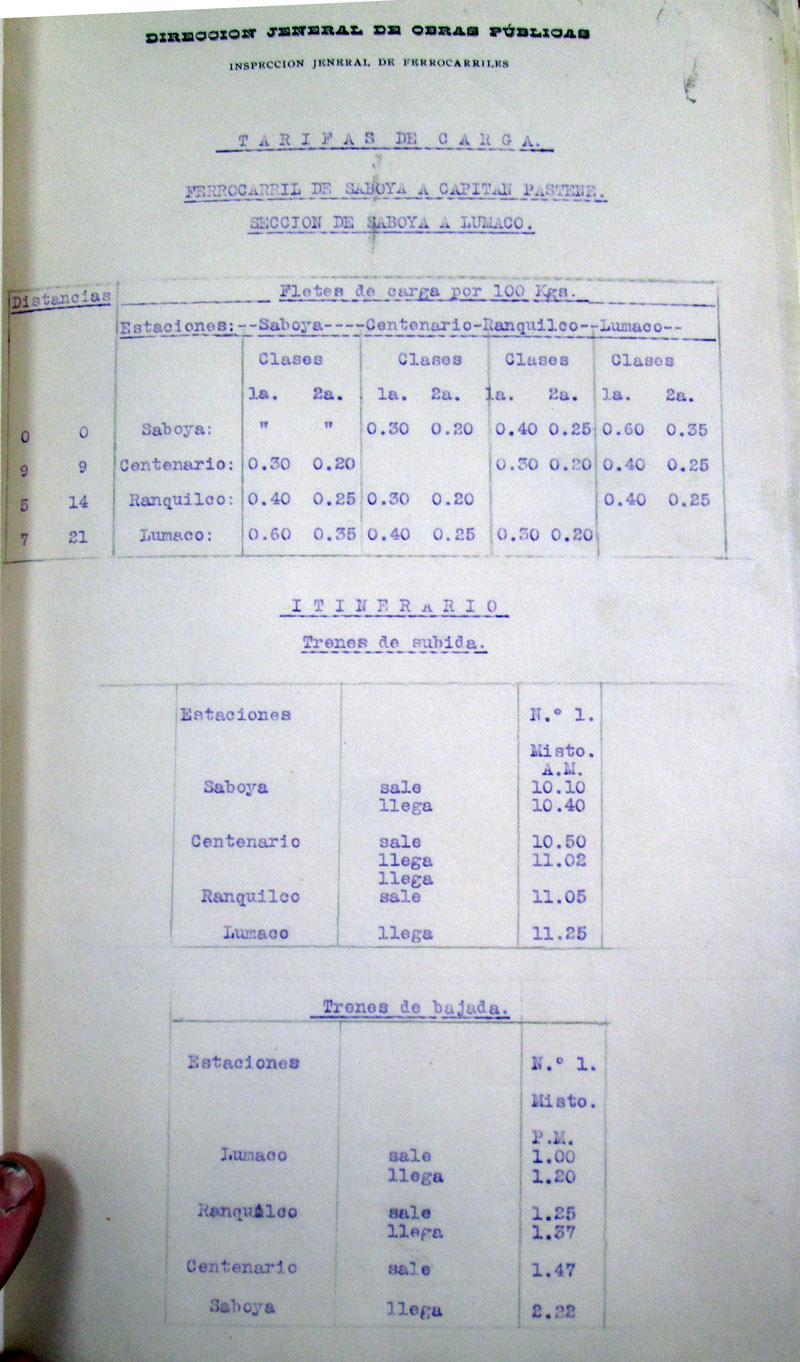 DIRECCION JENERAL DE OBRAS PÚBLICAS
INSPECCION JENERAL DE FERROCARRILES
TARIFAS DE CARGA.
FERROCARRIL DE SABOYA A CAPITAN PASTENE.
SECCION DE SABOYA A LUMACO.
Distancias Fletes de carga por 100 Kgs.
Estaciones:--Saboya----Centenario-Ranquilco--Lumaco--
Clases Clases Clases Clases
1a. 2a. 1a. 2a. 1a. 2a. 1a. 2a.
0 0 Saboya: " " 0.30 0.20 0.40 0.25 0.60 0.35
9 9 Centenario: 0.30 0.20 0.30 0.20 0.40 0.25
5 14 Ranquilco: 0.40 0.25 0.30 0.20 0.40 0.25
7 21 Lumaco: 0.60 0.35 0.40 0.25 0.30 0.20
ITINERARIO
Trenes de subida.
Estaciones N.º 1.
Misto.
A.M.
Saboya sale 10.10
llega 10.40
Centenario sale 10.50
llega 11.02
llega
Ranquilco sale 11.05
Lumaco llega 11.25
Trenes de bajada.
Estaciones N.º 1.
Misto.
P.M.
Lumaco sale 1.00
llega 1.20
Ranquilco sale 1.25
llega 1.37
Centenario sale 1.47
Saboya llega 2.22